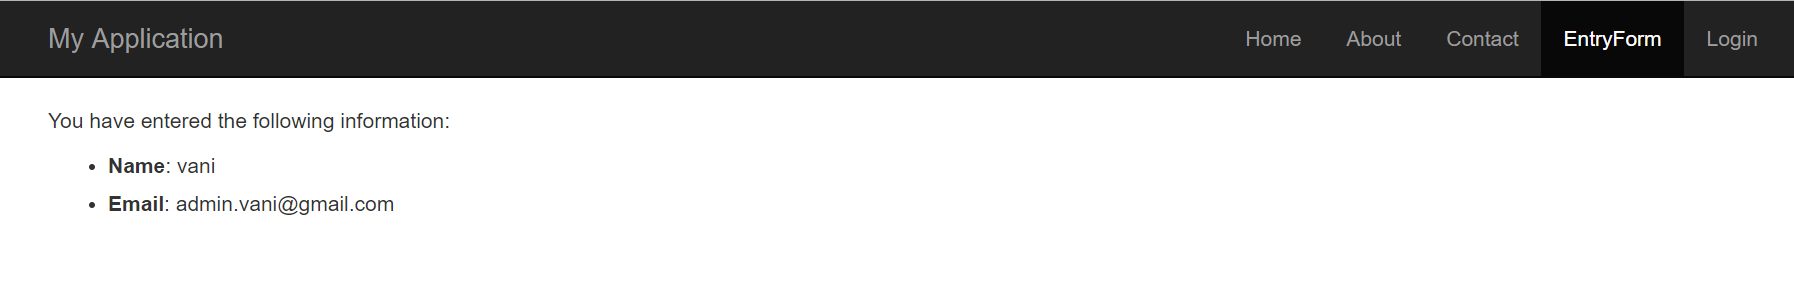 My Application Home About Contact EntryForm Login
You have entered the following information:
• Name: vani
• Email: admin.vani@gmail.com